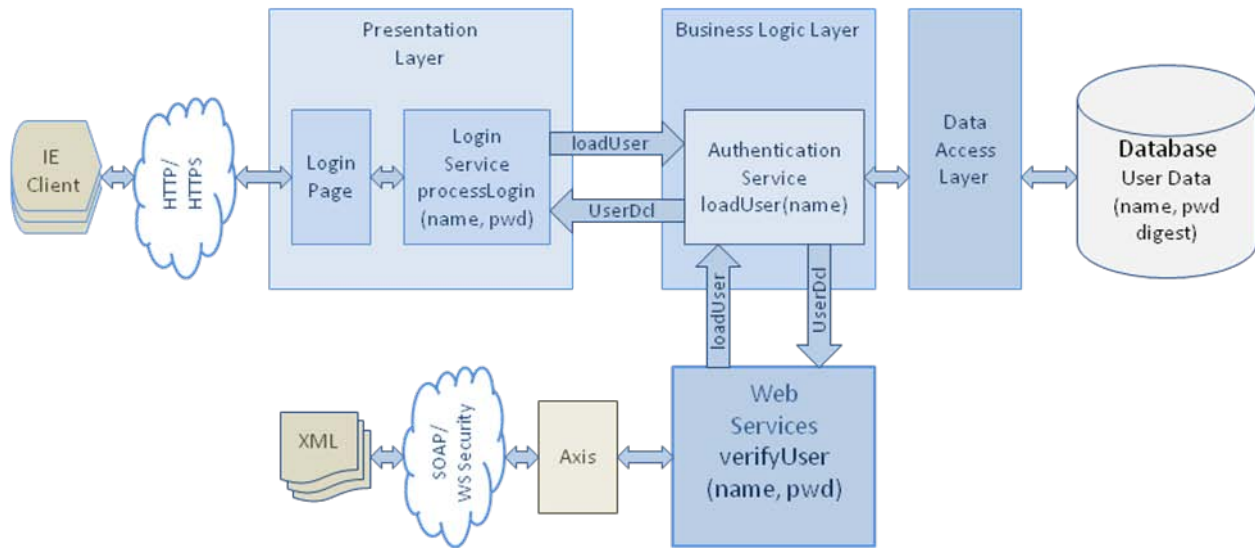 Presentation
Layer
Business Logic Layer
IE
Client
HTTP/
HTTPS
Login
Page
Login
Service
processLogin
(name, pwd)
loadUser
UserDcl
Authentication
Service
loadUser(name)
Data
Access
Layer
Database
User Data
(name, pwd
digest)
loadUser
UserDcl
XML
SOAP/
WS Security
Axis
Web
Services
verifyUser
(name, pwd)